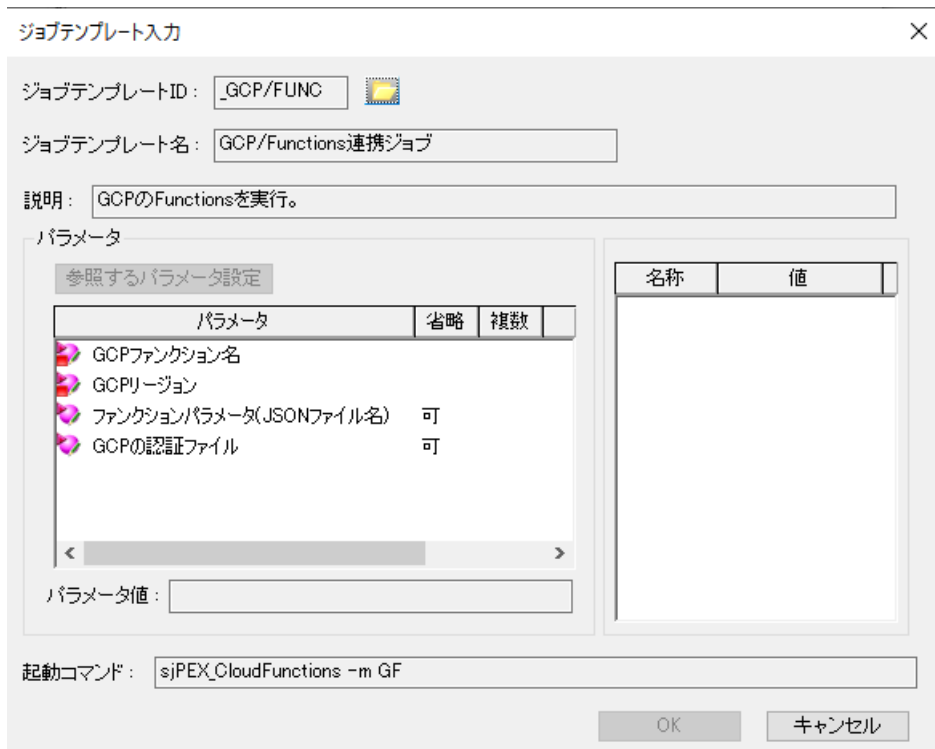 ジョブテンプレート入力
ジョブテンプレートID： _GCP/FUNC
ジョブテンプレート名： GCP/Functions連携ジョブ
説明： GCPのFunctionsを実行。
パラメータ
参照するパラメータ設定
パラメータ 省略 複数
GCPファンクション名
GCPリージョン
ファンクションパラメータ(JSONファイル名) 可
GCPの認証ファイル 可
パラメータ値：
名称 値
起動コマンド： sjPEX_CloudFunctions -m GF
OK キャンセル